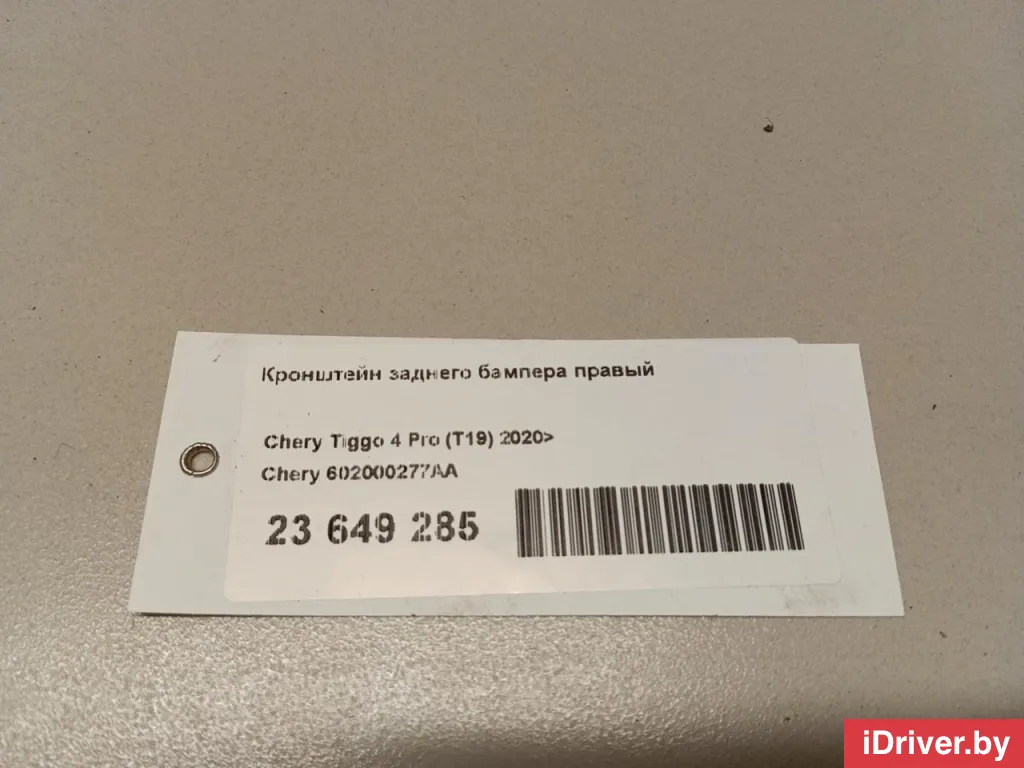 Кронштейн заднего бампера правый
Chery Tiggo 4 Pro (T19) 2020>
Chery 602000277AA
23 649 285
iDriver.by